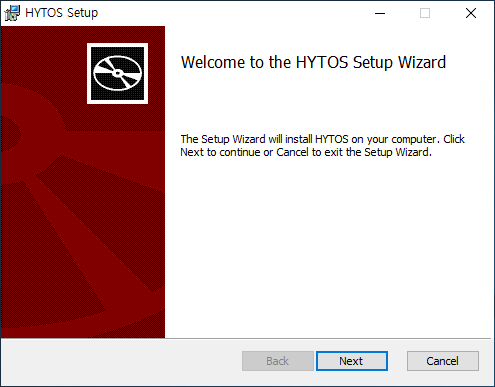 HYTOS Setup
Welcome to the HYTOS Setup Wizard
The Setup Wizard will install HYTOS on your computer. Click
Next to continue or Cancel to exit the Setup Wizard.
Back
Next
Cancel